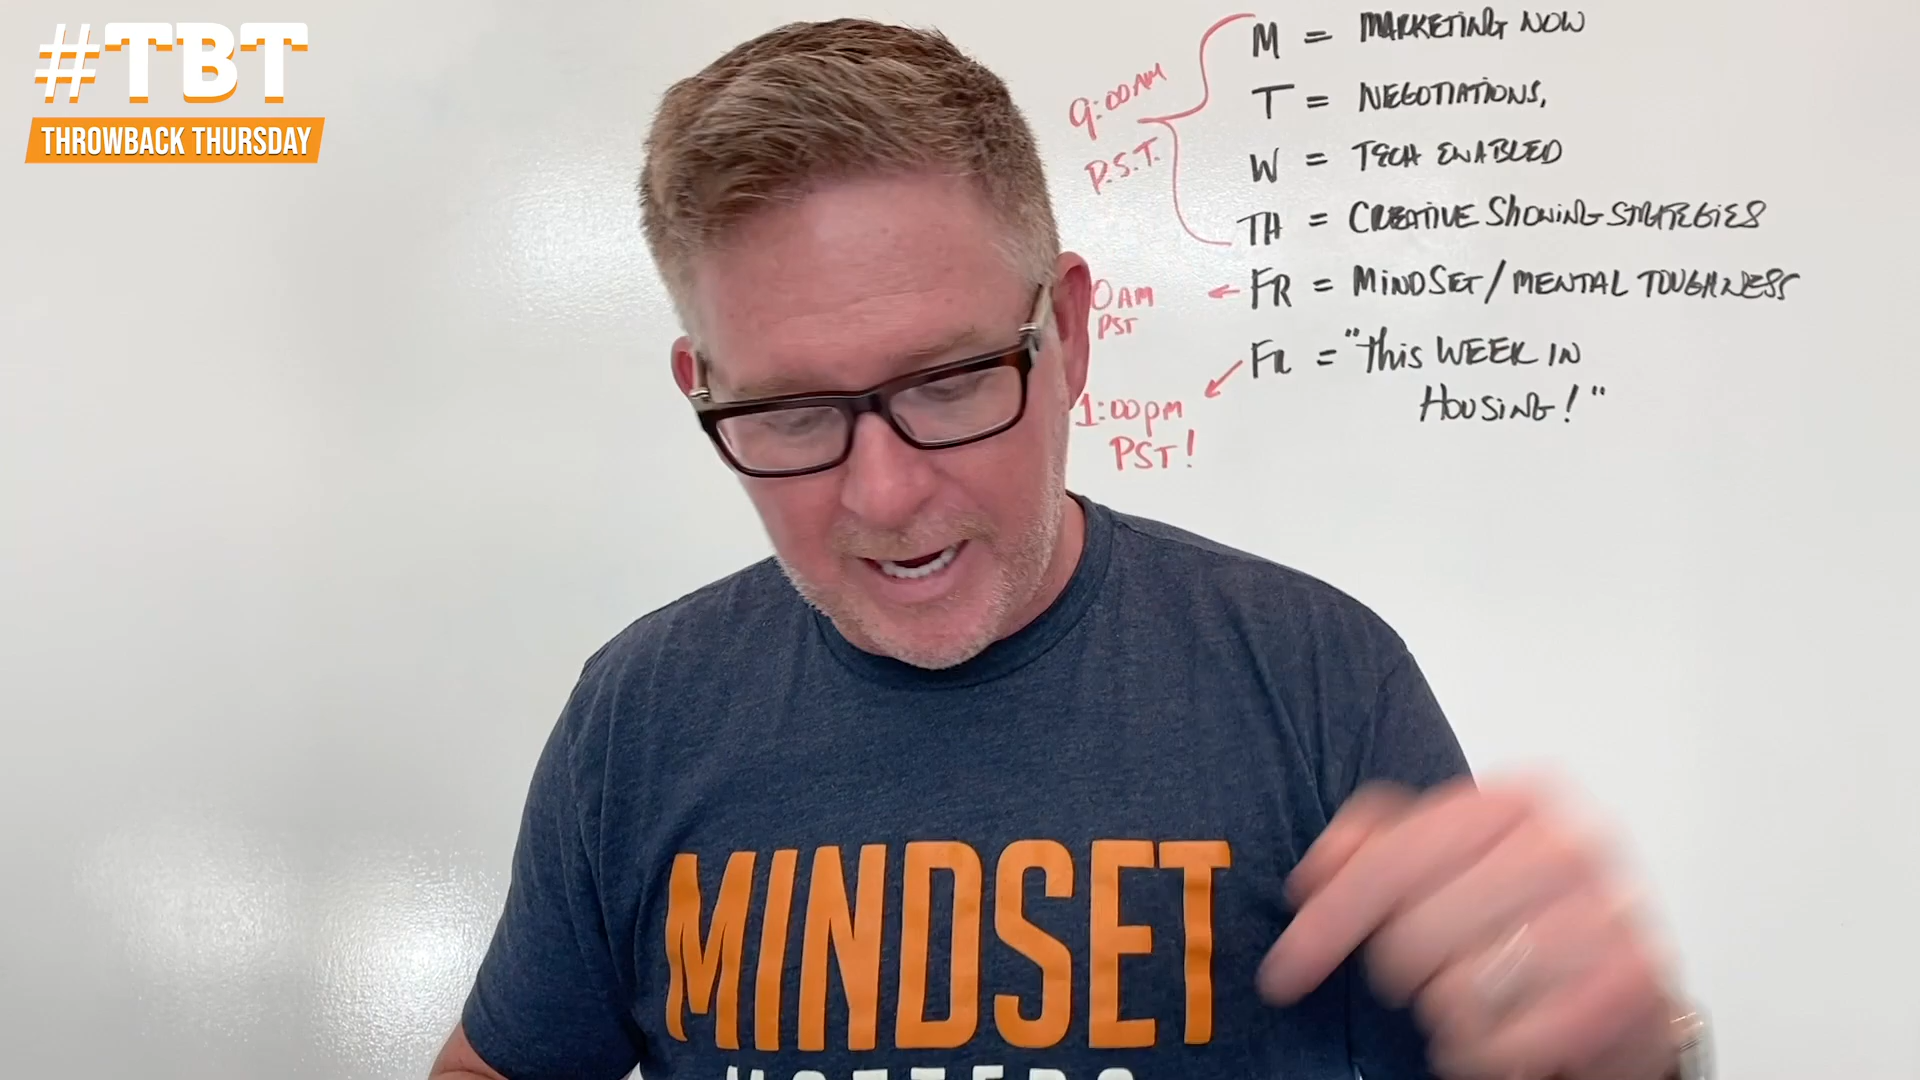 #TBT
THROWBACK THURSDAY
9:00AM
P.S.T.
M = MARKETING NOW
T = NEGOTIATIONS,
W = TECH ENABLED
TH = CREATIVE SHOWING STRATEGIES
0AM
PST
FR = MINDSET/MENTAL TOUGHNESS
FR = "THIS WEEK IN
HOUSING!"
1:00pm
PST!
MINDSET